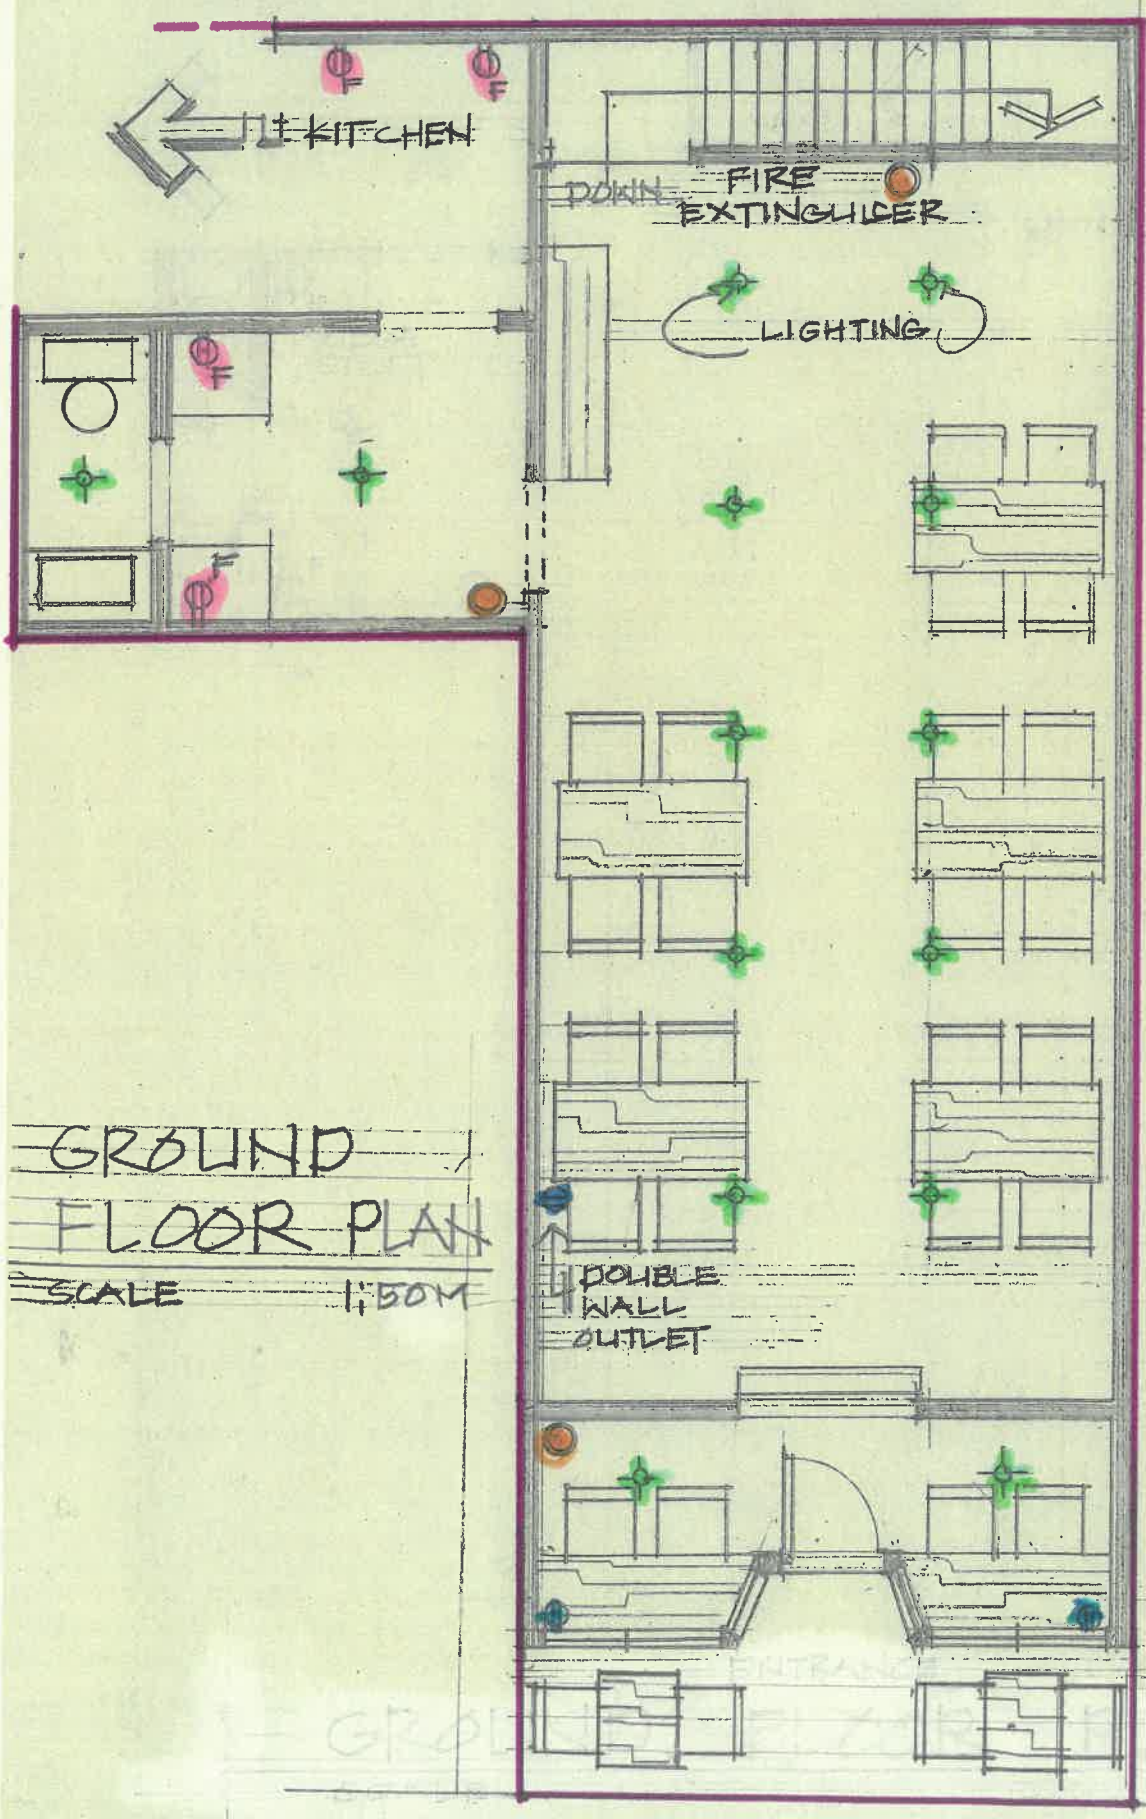 F
F
KITCHEN
DOWN
FIRE
EXTINGUISER
LIGHTING
F
F
GROUND
FLOOR PLAN
SCALE 1:50M
DOUBLE
WALL
OUTLET
ENTRANCE